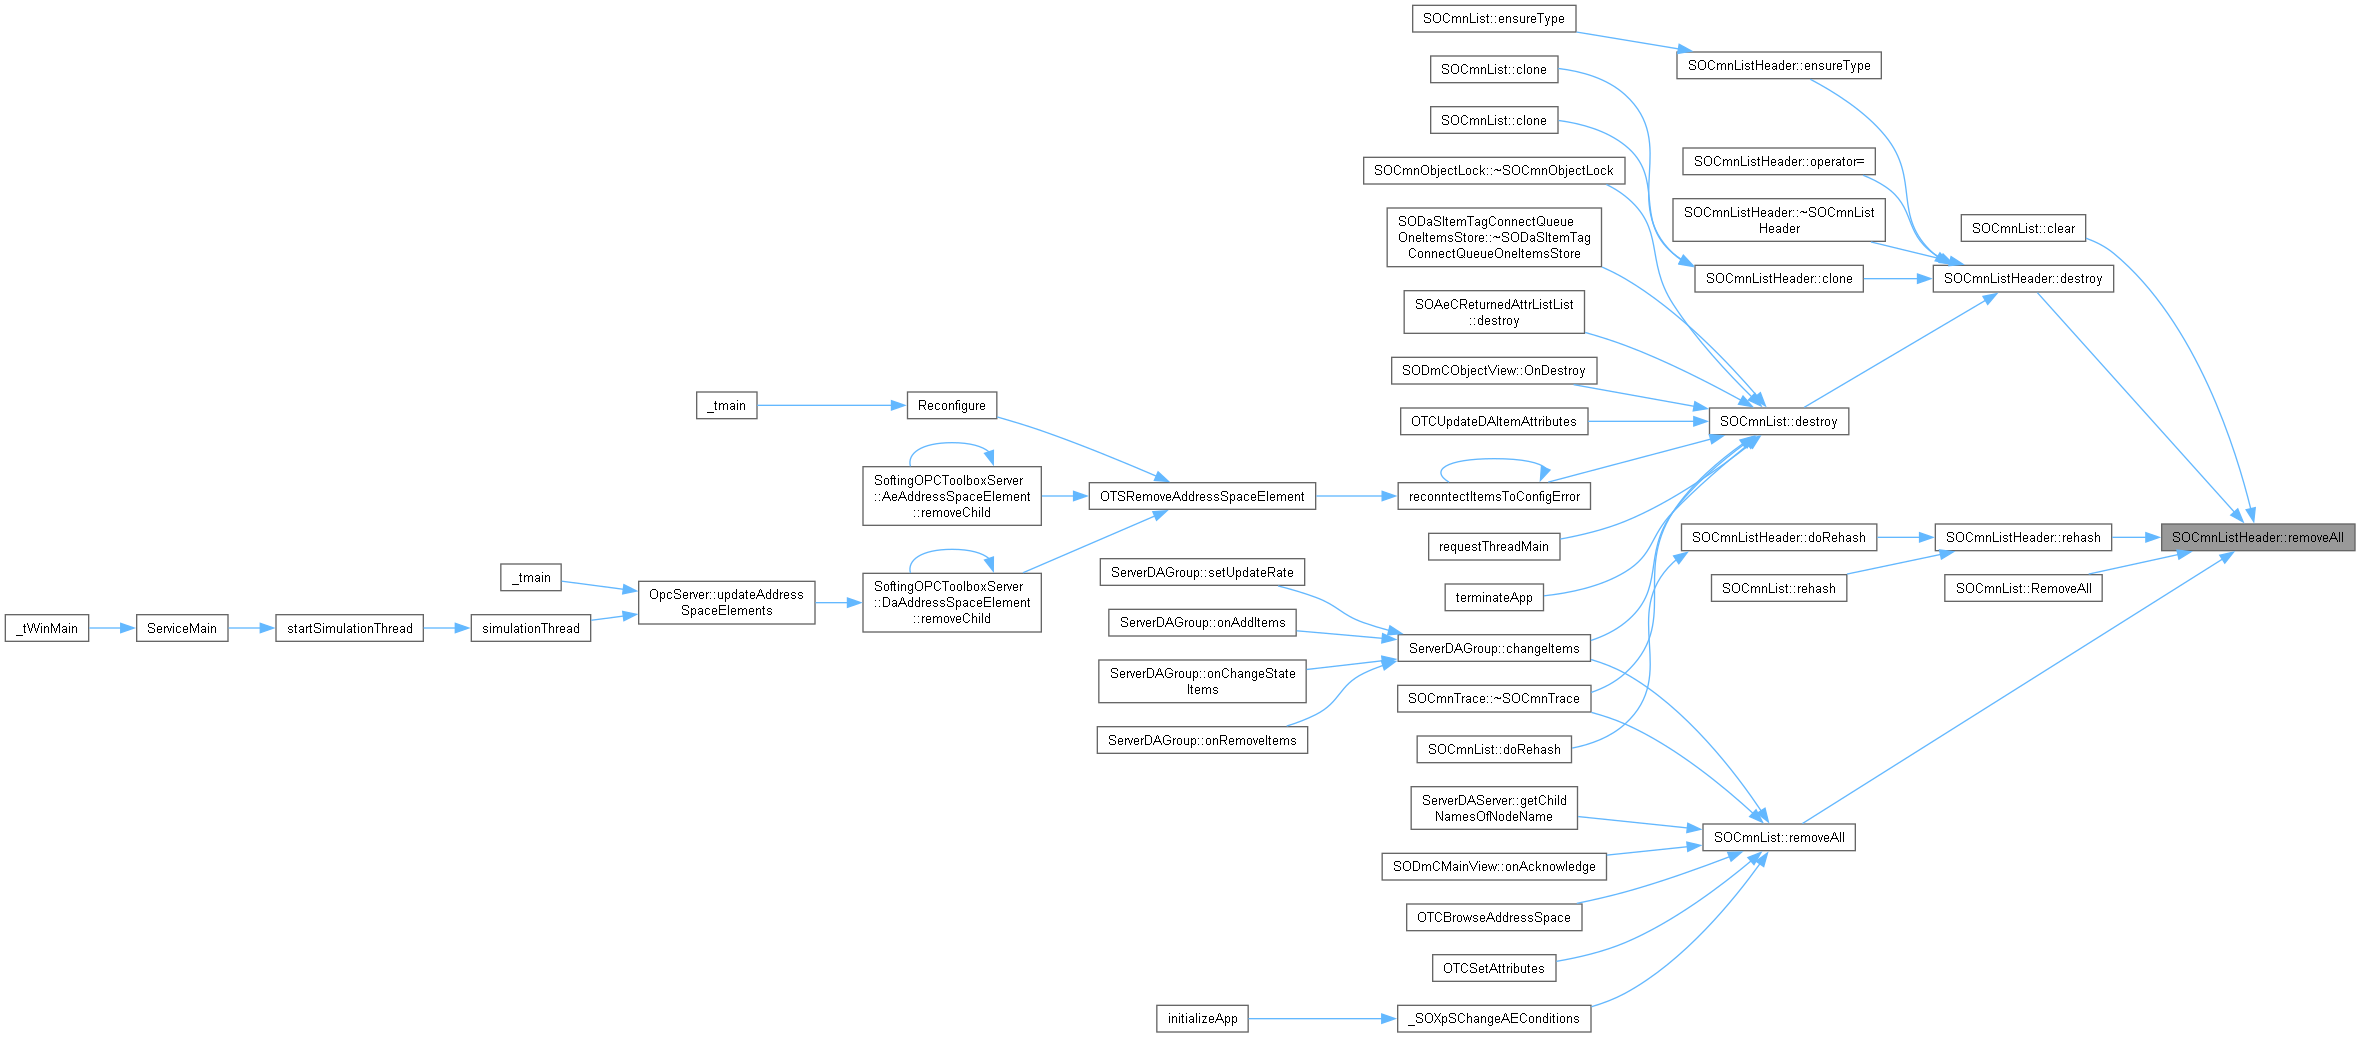 SOCmnList::ensureType
SOCmnListHeader::ensureType
SOCmnList::clone
SOCmnList::clone
SOCmnListHeader::operator=
SOCmnObjectLock::~SOCmnObjectLock
SOCmnListHeader::~SOCmnList
Header
SODaSItemTagConnectQueue
OneItemsStore::~SODaSItemTag
ConnectQueueOneItemsStore
SOCmnList::clear
SOCmnListHeader::clone
SOCmnListHeader::destroy
SOAeCReturnedAttrListList
::destroy
SODmCObjectView::OnDestroy
_tmain
Reconfigure
OTCUpdateDAItemAttributes
SOCmnList::destroy
SoftingOPCToolboxServer
::AeAddressSpaceElement
::removeChild
OTSRemoveAddressSpaceElement
reconntectItemsToConfigError
requestThreadMain
SOCmnListHeader::doRehash
SOCmnListHeader::rehash
SOCmnListHeader::removeAll
_tmain
SoftingOPCToolboxServer
::DaAddressSpaceElement
::removeChild
ServerDAGroup::setUpdateRate
SOCmnList::rehash
SOCmnList::RemoveAll
OpcServer::updateAddress
SpaceElements
terminateApp
_tWinMain
ServiceMain
startSimulationThread
simulationThread
ServerDAGroup::onAddItems
ServerDAGroup::changeItems
ServerDAGroup::onChangeState
Items
SOCmnTrace::~SOCmnTrace
ServerDAGroup::onRemoveItems
SOCmnList::doRehash
ServerDAServer::getChild
NamesOfNodeName
SOCmnList::removeAll
SODmCMainView::onAcknowledge
OTCBrowseAddressSpace
OTCSetAttributes
initializeApp
_SOXpSChangeAEConditions